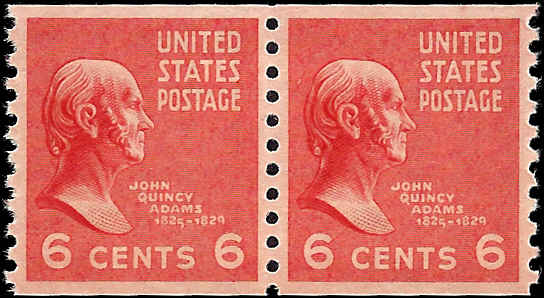 UNITED
STATES
POSTAGE
JOHN
QUINCY
ADAMS
1825-1829
6 CENTS 6
UNITED
STATES
POSTAGE
JOHN
QUINCY
ADAMS
1825-1829
6 CENTS 6